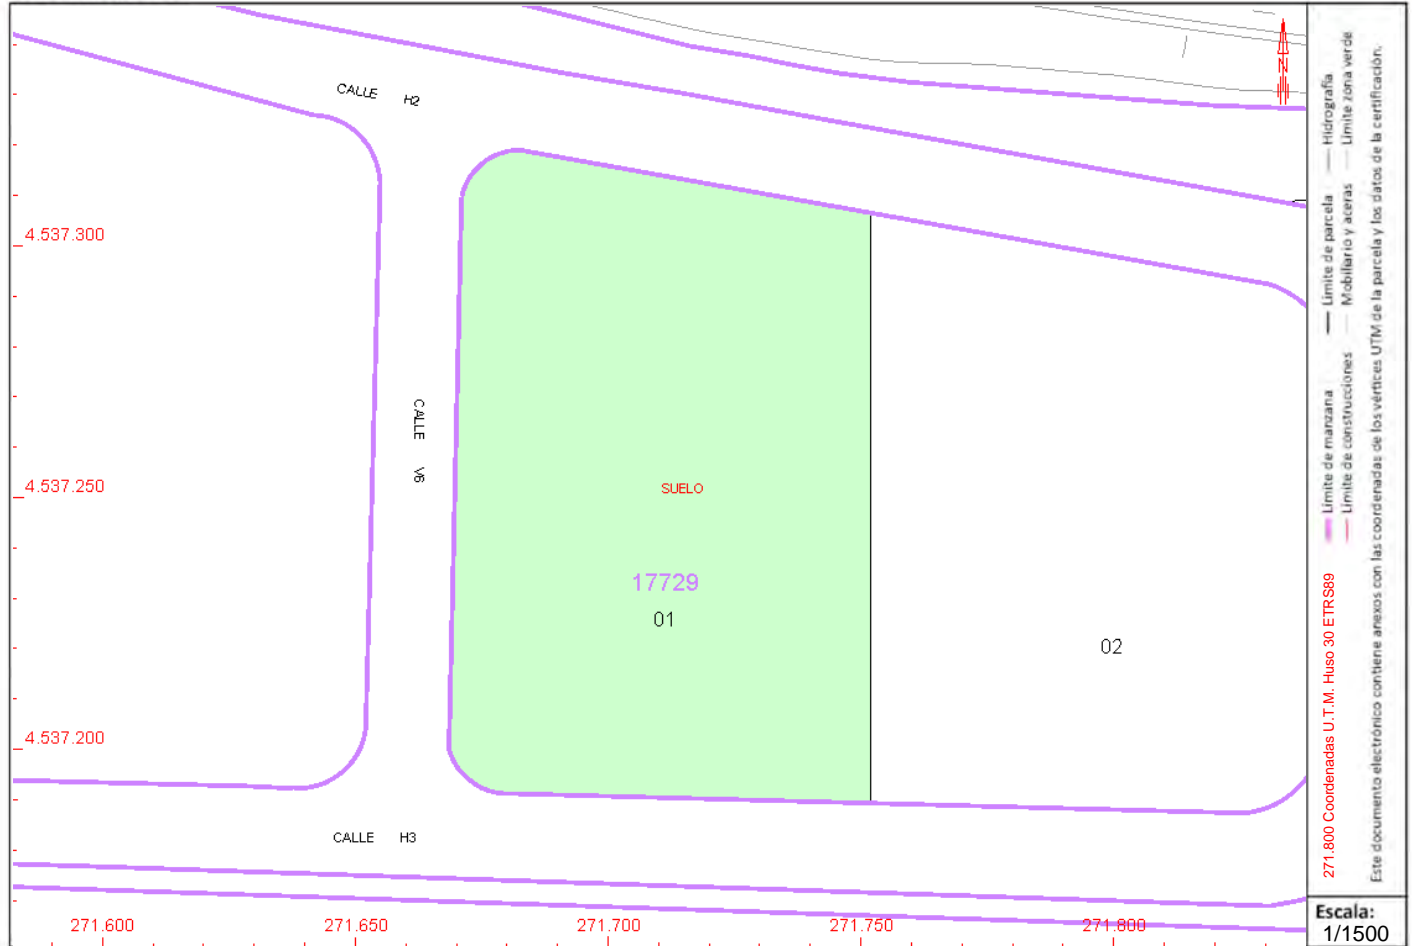 CALLE H2
4.537.300
CALLE V6
4.537.250
SUELO
17729
01
02
4.537.200
CALLE H3
271.600 271.650 271.700 271.750 271.800
N
271.800 Coordenadas U.T.M. Huso 30 ETRS89
Límite de manzana Límite de parcela Hidrografía
Límite de construcciones Mobiliario y aceras Límite zona verde
Este documento electrónico contiene anexos con las coordenadas de los vértices UTM de la parcela y los datos de la certificación.
Escala:
1/1500